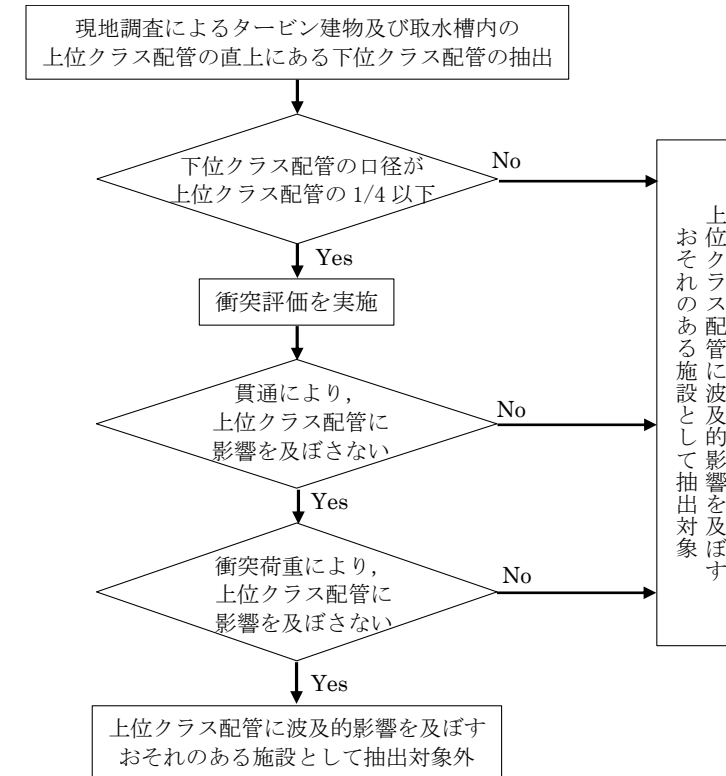 現地調査によるタービン建物及び取水槽内の
上位クラス配管の直上にある下位クラス配管の抽出
下位クラス配管の口径が
上位クラス配管の 1/4 以下
No
Yes
衝突評価を実施
貫通により,
上位クラス配管に
影響を及ぼさない
No
Yes
衝突荷重により,
上位クラス配管に
影響を及ぼさない
No
Yes
上位クラス配管に波及的影響を及ぼす
おそれのある施設として抽出対象外
上位クラス配管に波及的影響を及ぼす
おそれのある施設として抽出対象